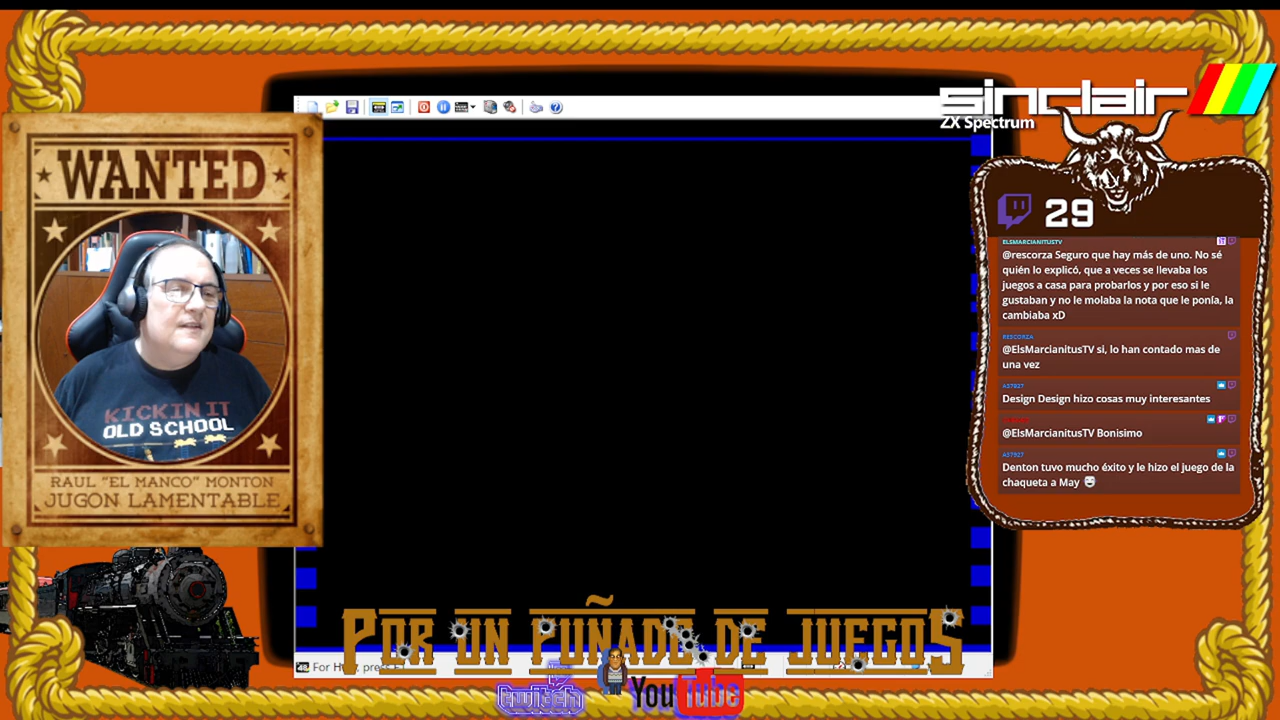 sinclair
ZX Spectrum
WANTED
KICKIN IT
OLD SCHOOL
RAUL "EL MANCO" MONTON
JUGON LAMENTABLE
29
ELSMARCIANITUSTV
@rescorza Seguro que hay más de uno. No sé
quién lo explicó, que a veces se llevaba los
juegos a casa para probarlos y por eso si le
gustaban y no le molaba la nota que le ponía, la
cambiaba xD
RESCORZA
@ElsMarcianitusTV si, lo han contado mas de
una vez
AS7927
Design Design hizo cosas muy interesantes
@ElsMarcianitusTV Bonisimo
AS7927
Denton tuvo mucho éxito y le hizo el juego de la
chaqueta a May
POR UN PUÑADO DE JUEGOS
For press
twitch
YouTube